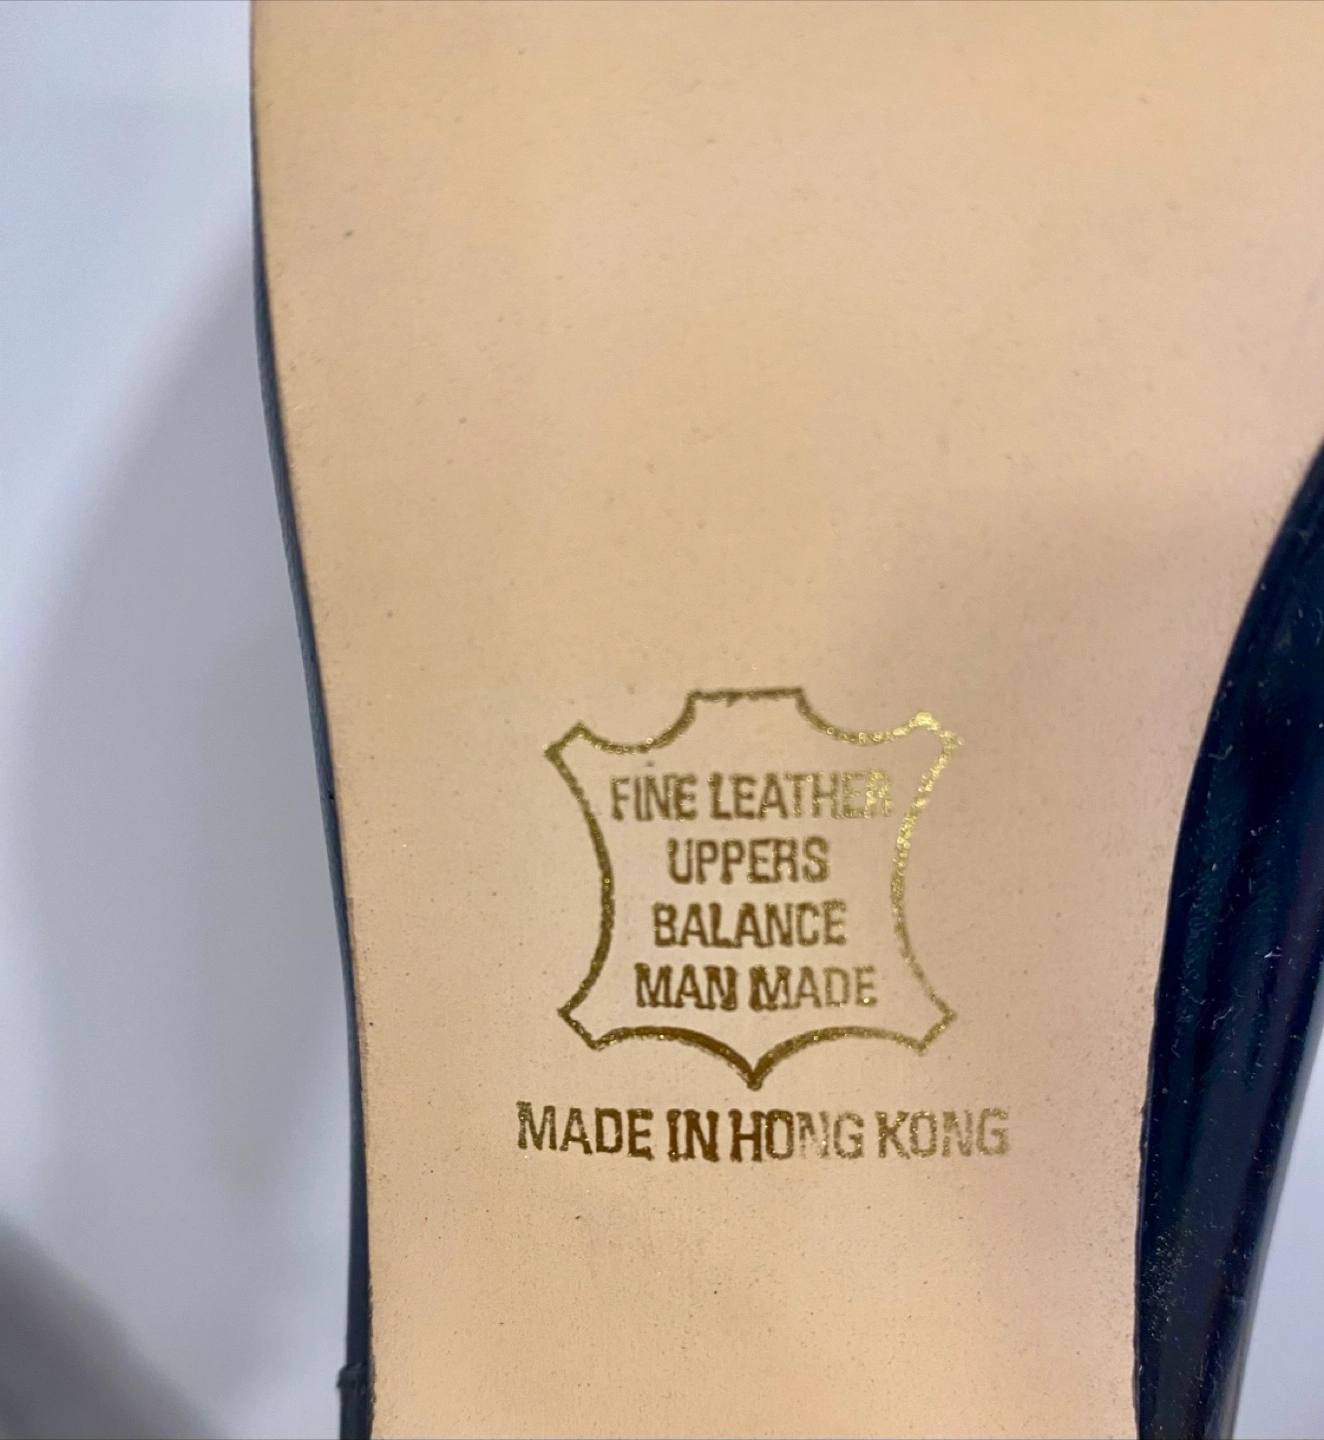 FINE LEATHER
UPPERS
BALANCE
MAN MADE
MADE IN HONG KONG